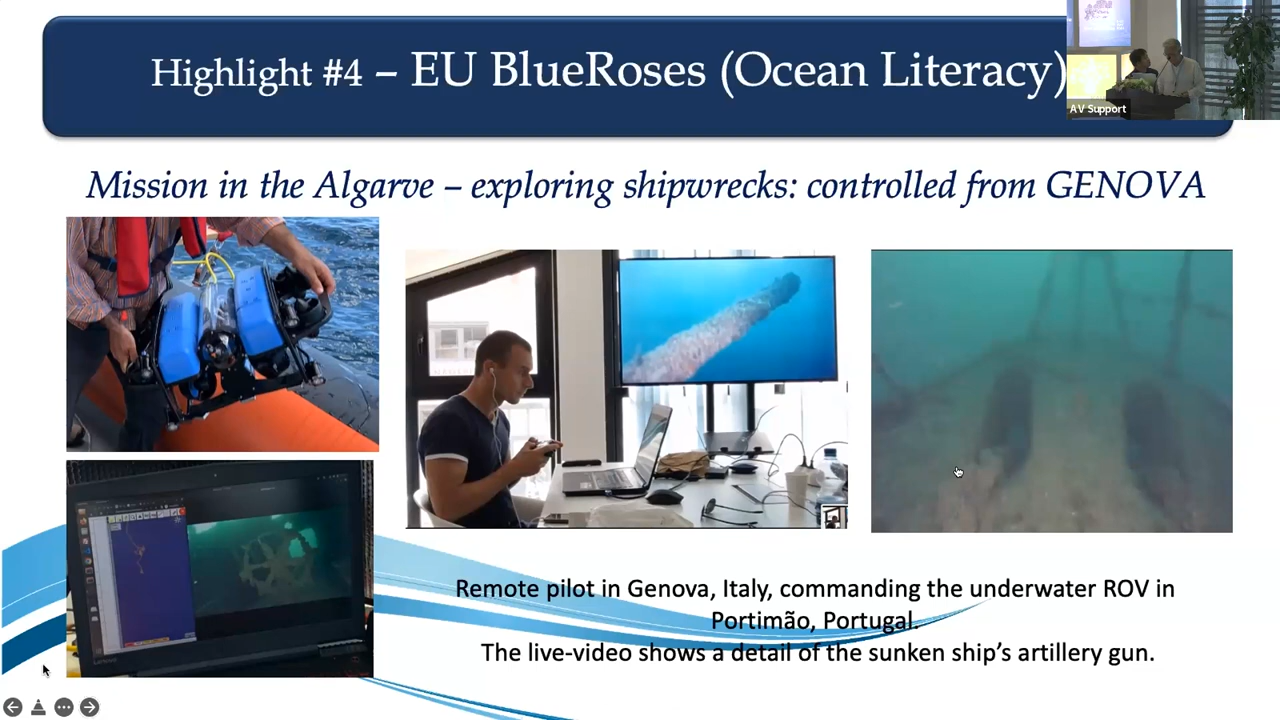 Highlight #4 – EU BlueRoses (Ocean Literacy)
AV Support
Mission in the Algarve – exploring shipwrecks: controlled from GENOVA
Remote pilot in Genova, Italy, commanding the underwater ROV in
Portimão, Portugal.
The live-video shows a detail of the sunken ship's artillery gun.